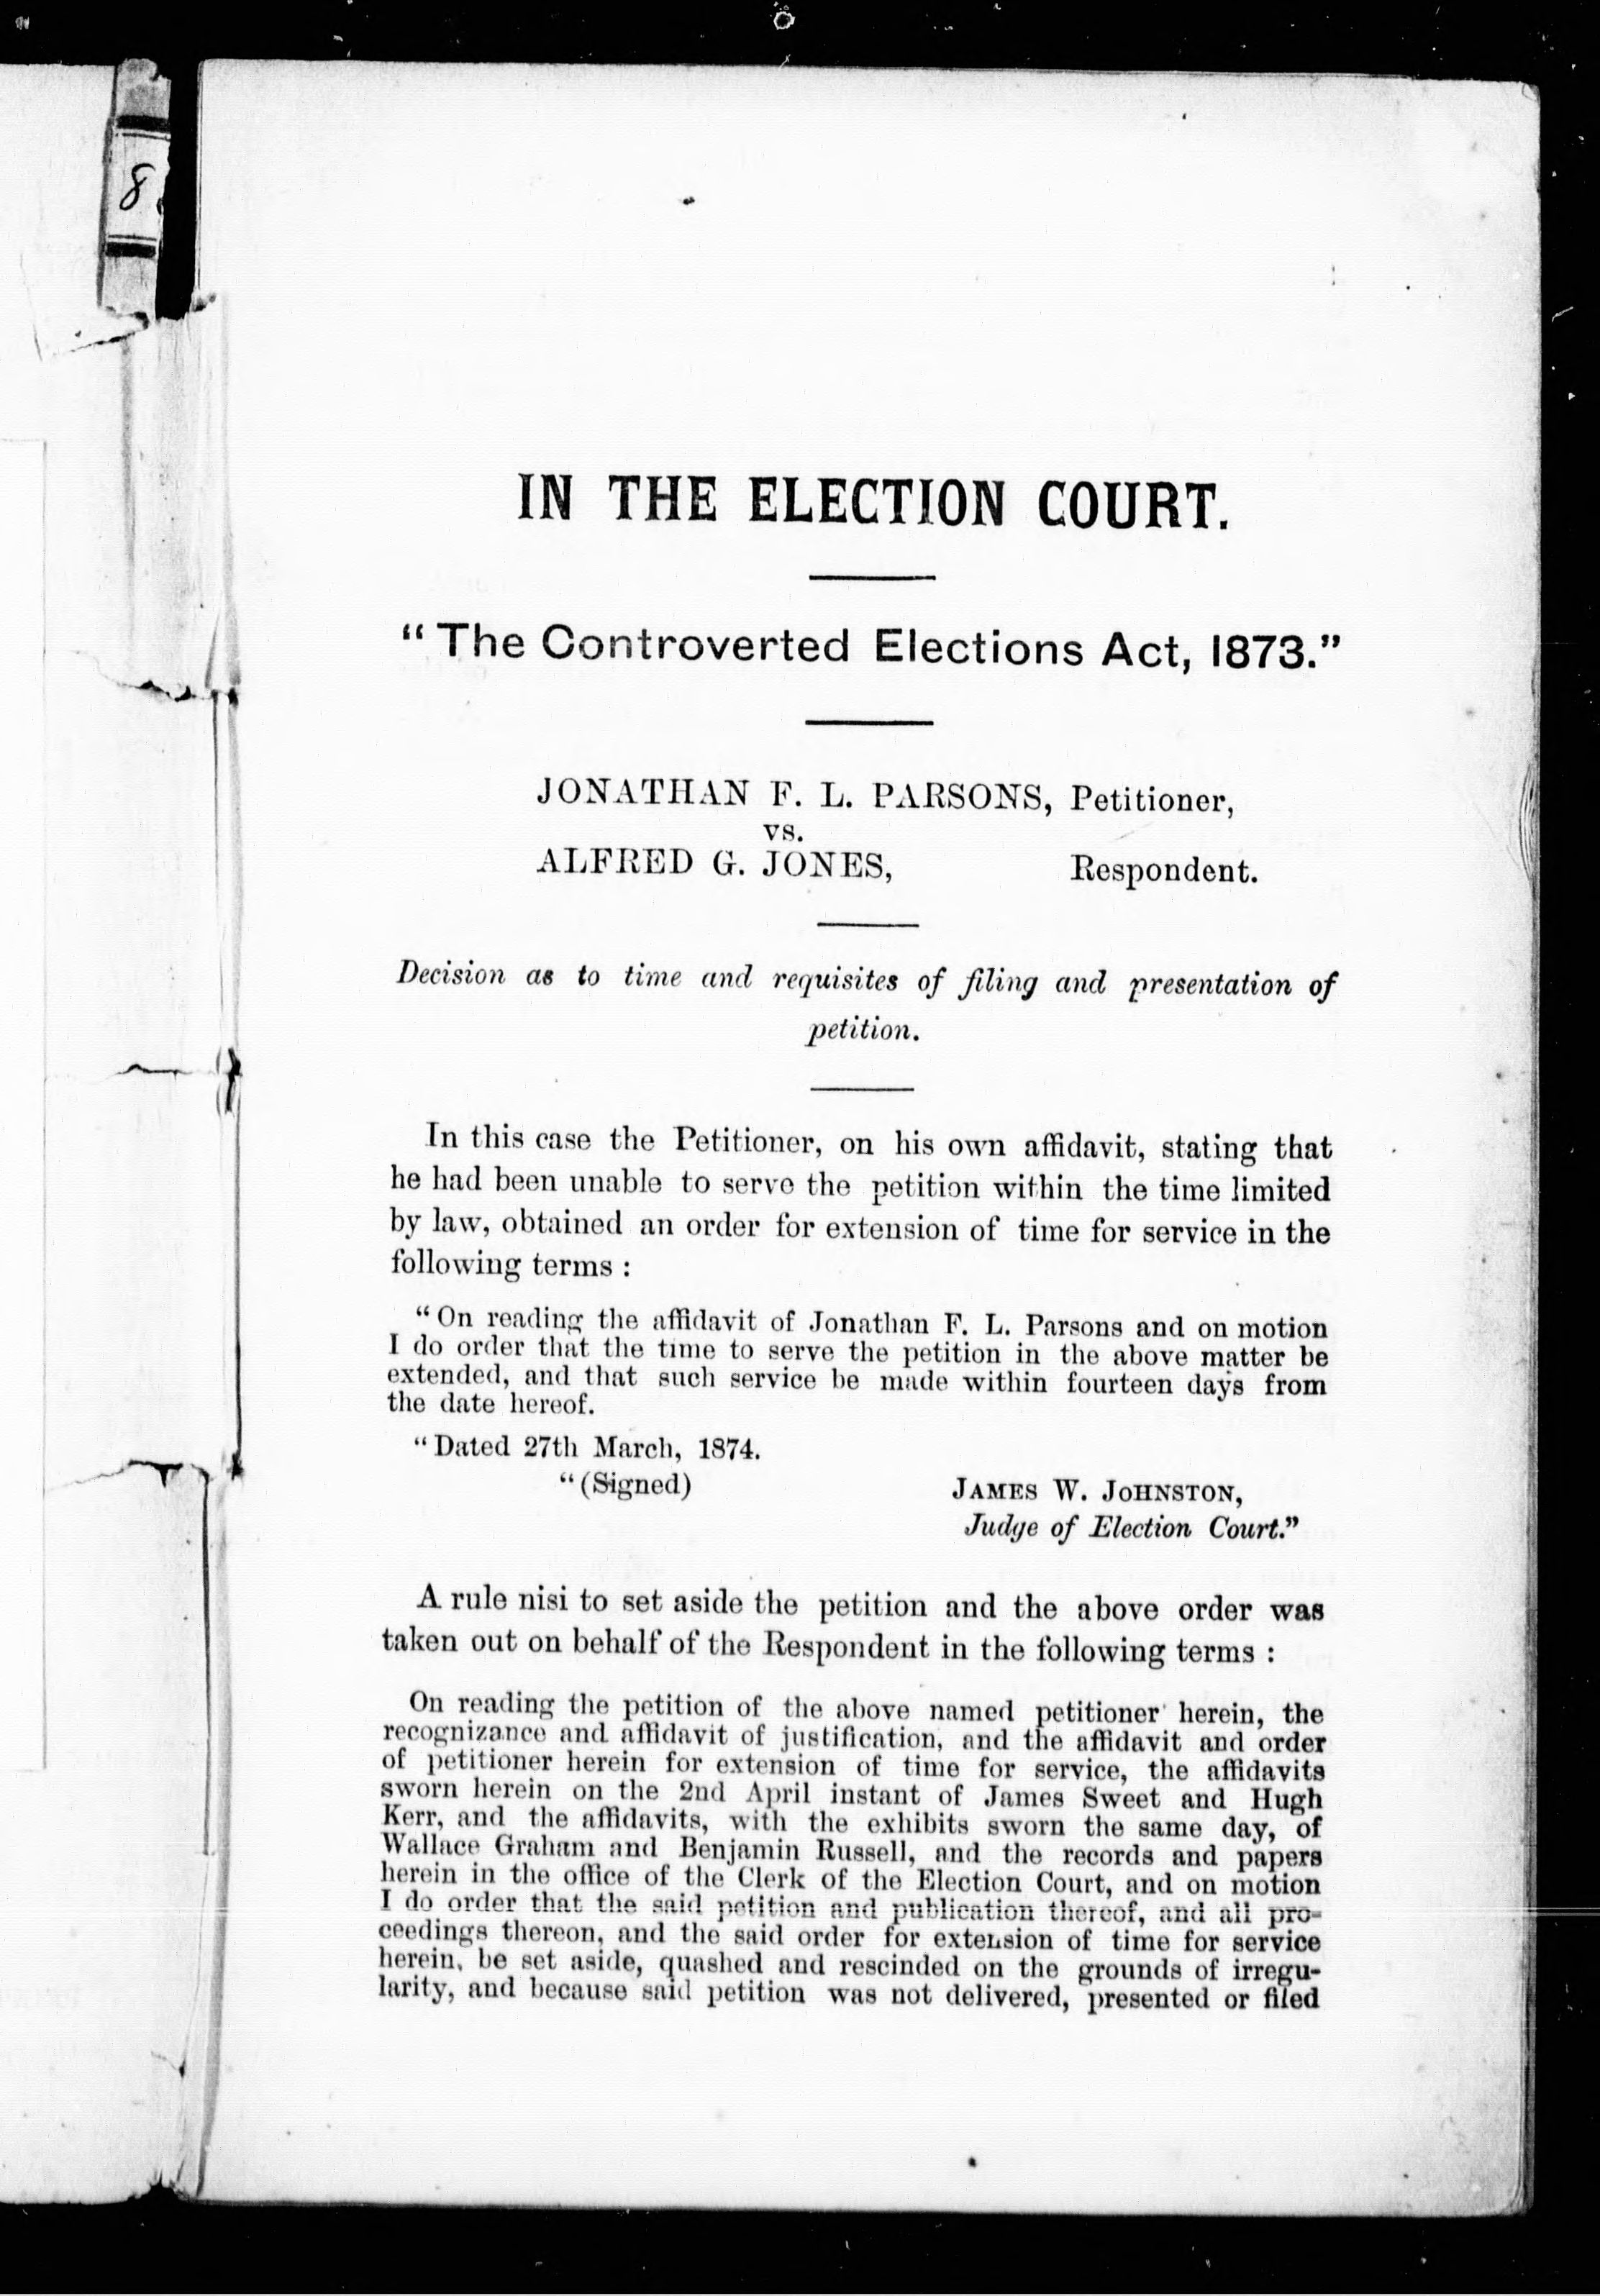 8
IN THE ELECTION COURT.
“The Controverted Elections Act, 1873.”
JONATHAN F. L. PARSONS, Petitioner,
vs.
ALFRED G. JONES, Respondent.
Decision as to time and requisites of filing and presentation of
petition.
In this case the Petitioner, on his own affidavit, stating that
he had been unable to serve the petition within the time limited
by law, obtained an order for extension of time for service in the
following terms :
“On reading the affidavit of Jonathan F. L. Parsons and on motion
I do order that the time to serve the petition in the above matter be
extended, and that such service be made within fourteen days from
the date hereof.
“Dated 27th March, 1874.
“(Signed) JAMES W. JOHNSTON,
Judge of Election Court.”
A rule nisi to set aside the petition and the above order was
taken out on behalf of the Respondent in the following terms :
On reading the petition of the above named petitioner herein, the
recognizance and affidavit of justification, and the affidavit and order
of petitioner herein for extension of time for service, the affidavits
sworn herein on the 2nd April instant of James Sweet and Hugh
Kerr, and the affidavits, with the exhibits sworn the same day, of
Wallace Graham and Benjamin Russell, and the records and papers
herein in the office of the Clerk of the Election Court, and on motion
I do order that the said petition and publication thereof, and all pro-
ceedings thereon, and the said order for extension of time for service
herein, be set aside, quashed and rescinded on the grounds of irregu-
larity, and because said petition was not delivered, presented or filed